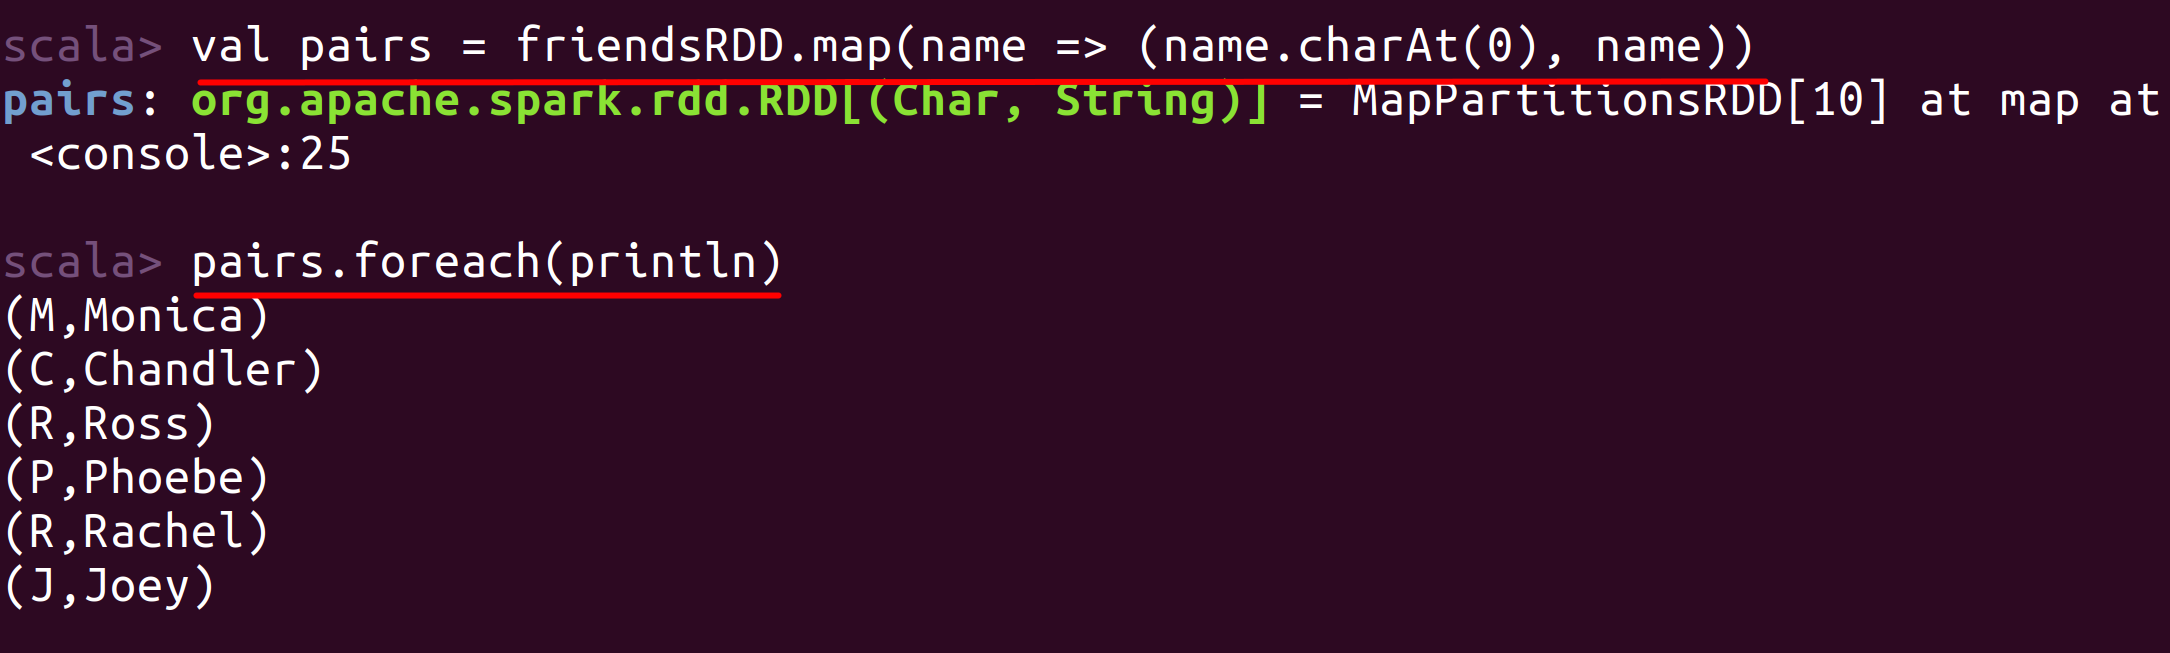 scala> val pairs = friendsRDD.map(name => (name.charAt(0), name))
pairs: org.apache.spark.rdd.RDD[(Char, String)] = MapPartitionsRDD[10] at map at
<console>:25
scala> pairs.foreach(println)
(M,Monica)
(C,Chandler)
(R,Ross)
(P,Phoebe)
(R,Rachel)
(J,Joey)